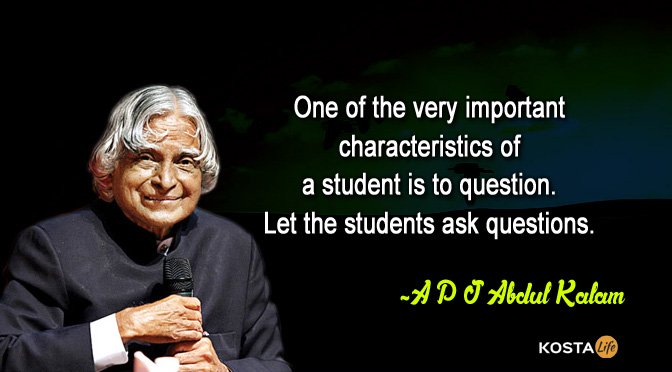 One of the very important
characteristics of
a student is to question.
Let the students ask questions.
~A P J Abdul Kalam
KOSTA Life